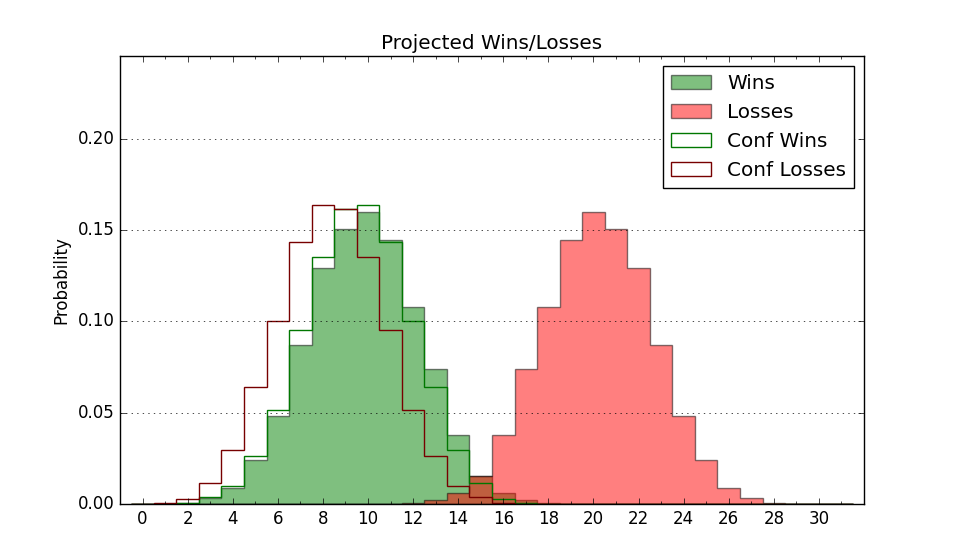 Projected Wins/Losses
Wins
Losses
Conf Wins
Conf Losses
Probability
0.20
0.15
0.10
0.05
0.00
0 2 4 6 8 10 12 14 16 18 20 22 24 26 28 30